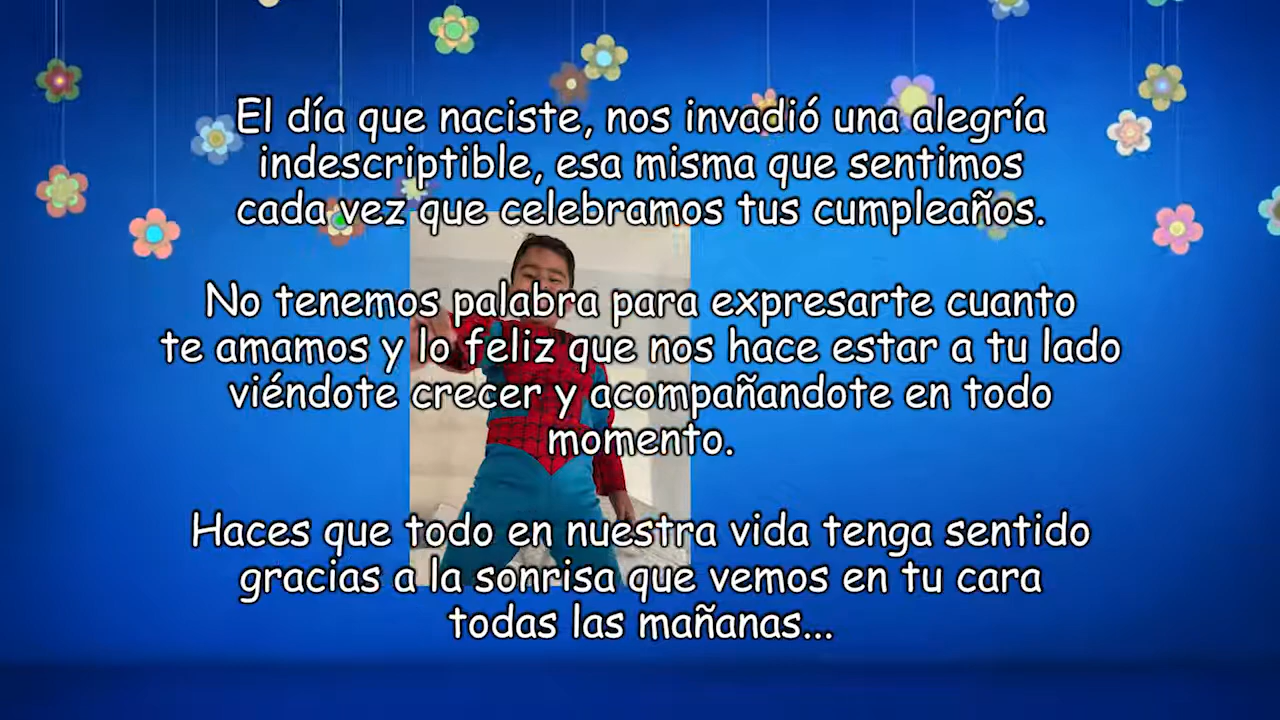 El día que naciste, nos invadió una alegría
indescriptible, esa misma que sentimos
cada vez que celebramos tus cumpleaños.
No tenemos palabra para expresarte cuanto
te amamos y lo feliz que nos hace estar a tu lado
viéndote crecer y acompañandote en todo
momento.
Haces que todo en nuestra vida tenga sentido
gracias a la sonrisa que vemos en tu cara
todas las mañanas...